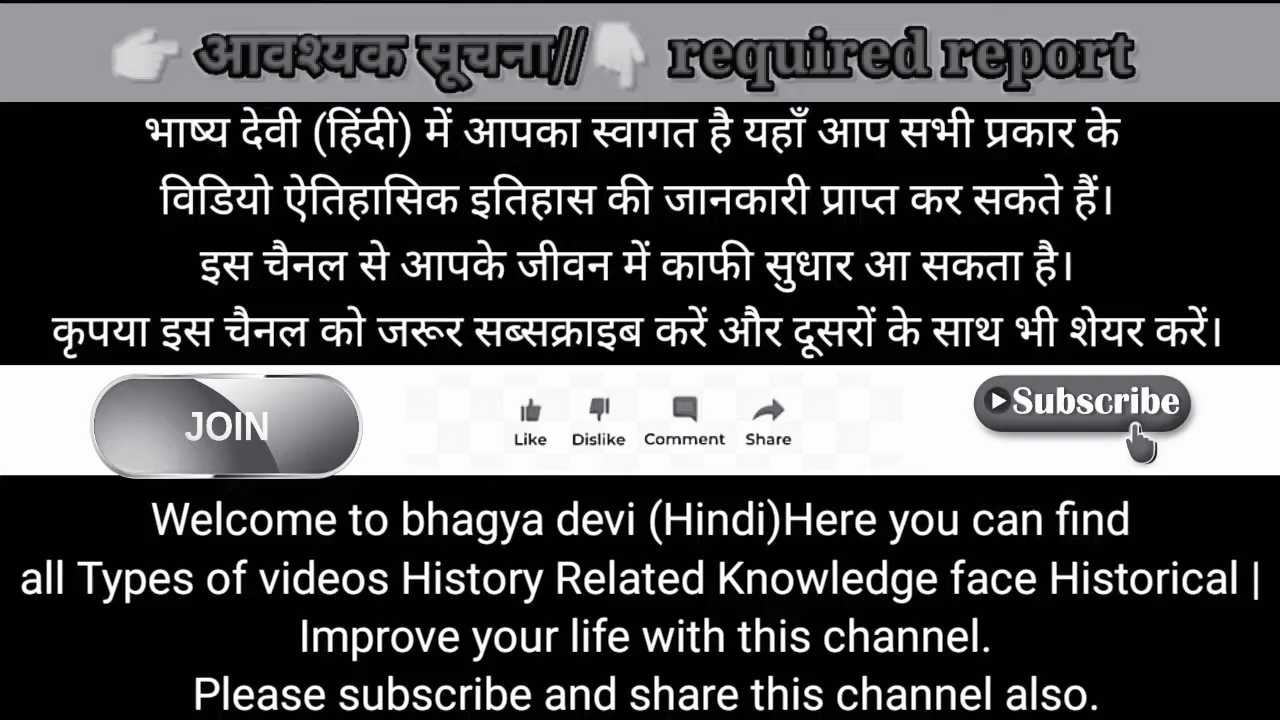 आवश्यक सूचना// required report
भाष्य देवी (हिंदी) में आपका स्वागत है यहाँ आप सभी प्रकार के
विडियो ऐतिहासिक इतिहास की जानकारी प्राप्त कर सकते हैं।
इस चैनल से आपके जीवन में काफी सुधार आ सकता है।
कृपया इस चैनल को जरूर सब्सक्राइब करें और दूसरों के साथ भी शेयर करें।
JOIN
Like Dislike Comment Share
Subscribe
Welcome to bhagya devi (Hindi)Here you can find
all Types of videos History Related Knowledge face Historical |
Improve your life with this channel.
Please subscribe and share this channel also.